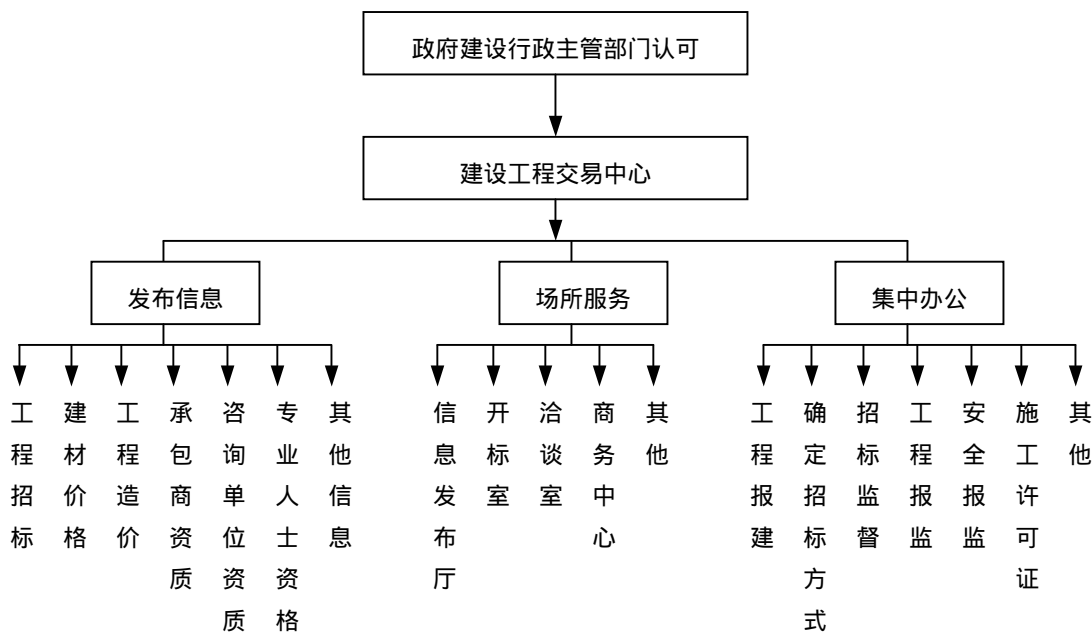 政府建设行政主管部门认可
建设工程交易中心
发布信息
场所服务
集中办公
工程招标
建材价格
工程造价
承包商资质
咨询单位资质
专业人士资格
其他信息
信息发布厅
开标室
洽谈室
商务中心
其他
工程报建
确定招标方式
招标监督
工程报监
安全报监
施工许可证
其他